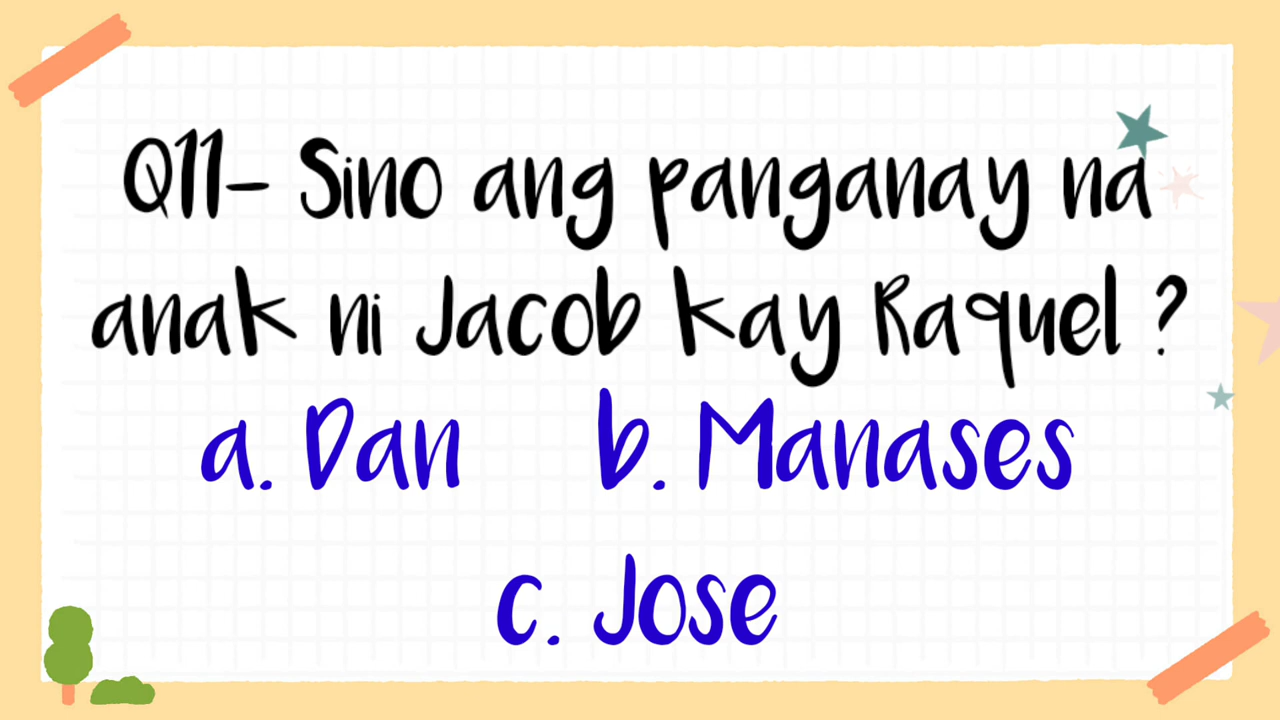 Q11- Sino ang panganay na
anak ni Jacob kay Raquel ?
a. Dan b. Manases
c. Jose